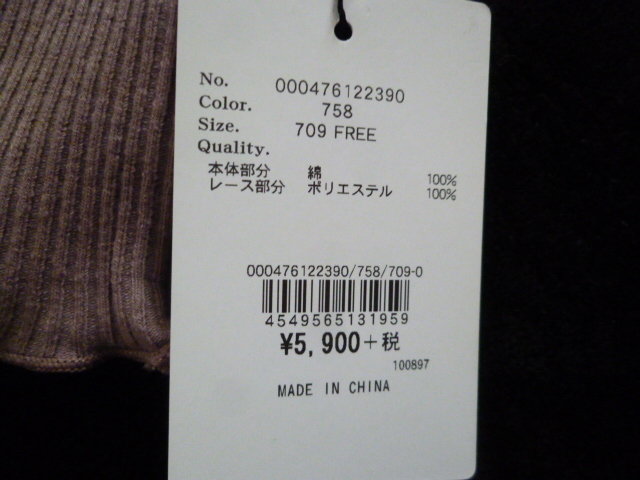 No. 000476122390
Color. 758
Size. 709 FREE
Quality.
本体部分 綿 100%
レース部分 ポリエステル 100%
000476122390/758/709-0
4549565131959
¥5,900+税
100897
MADE IN CHINA